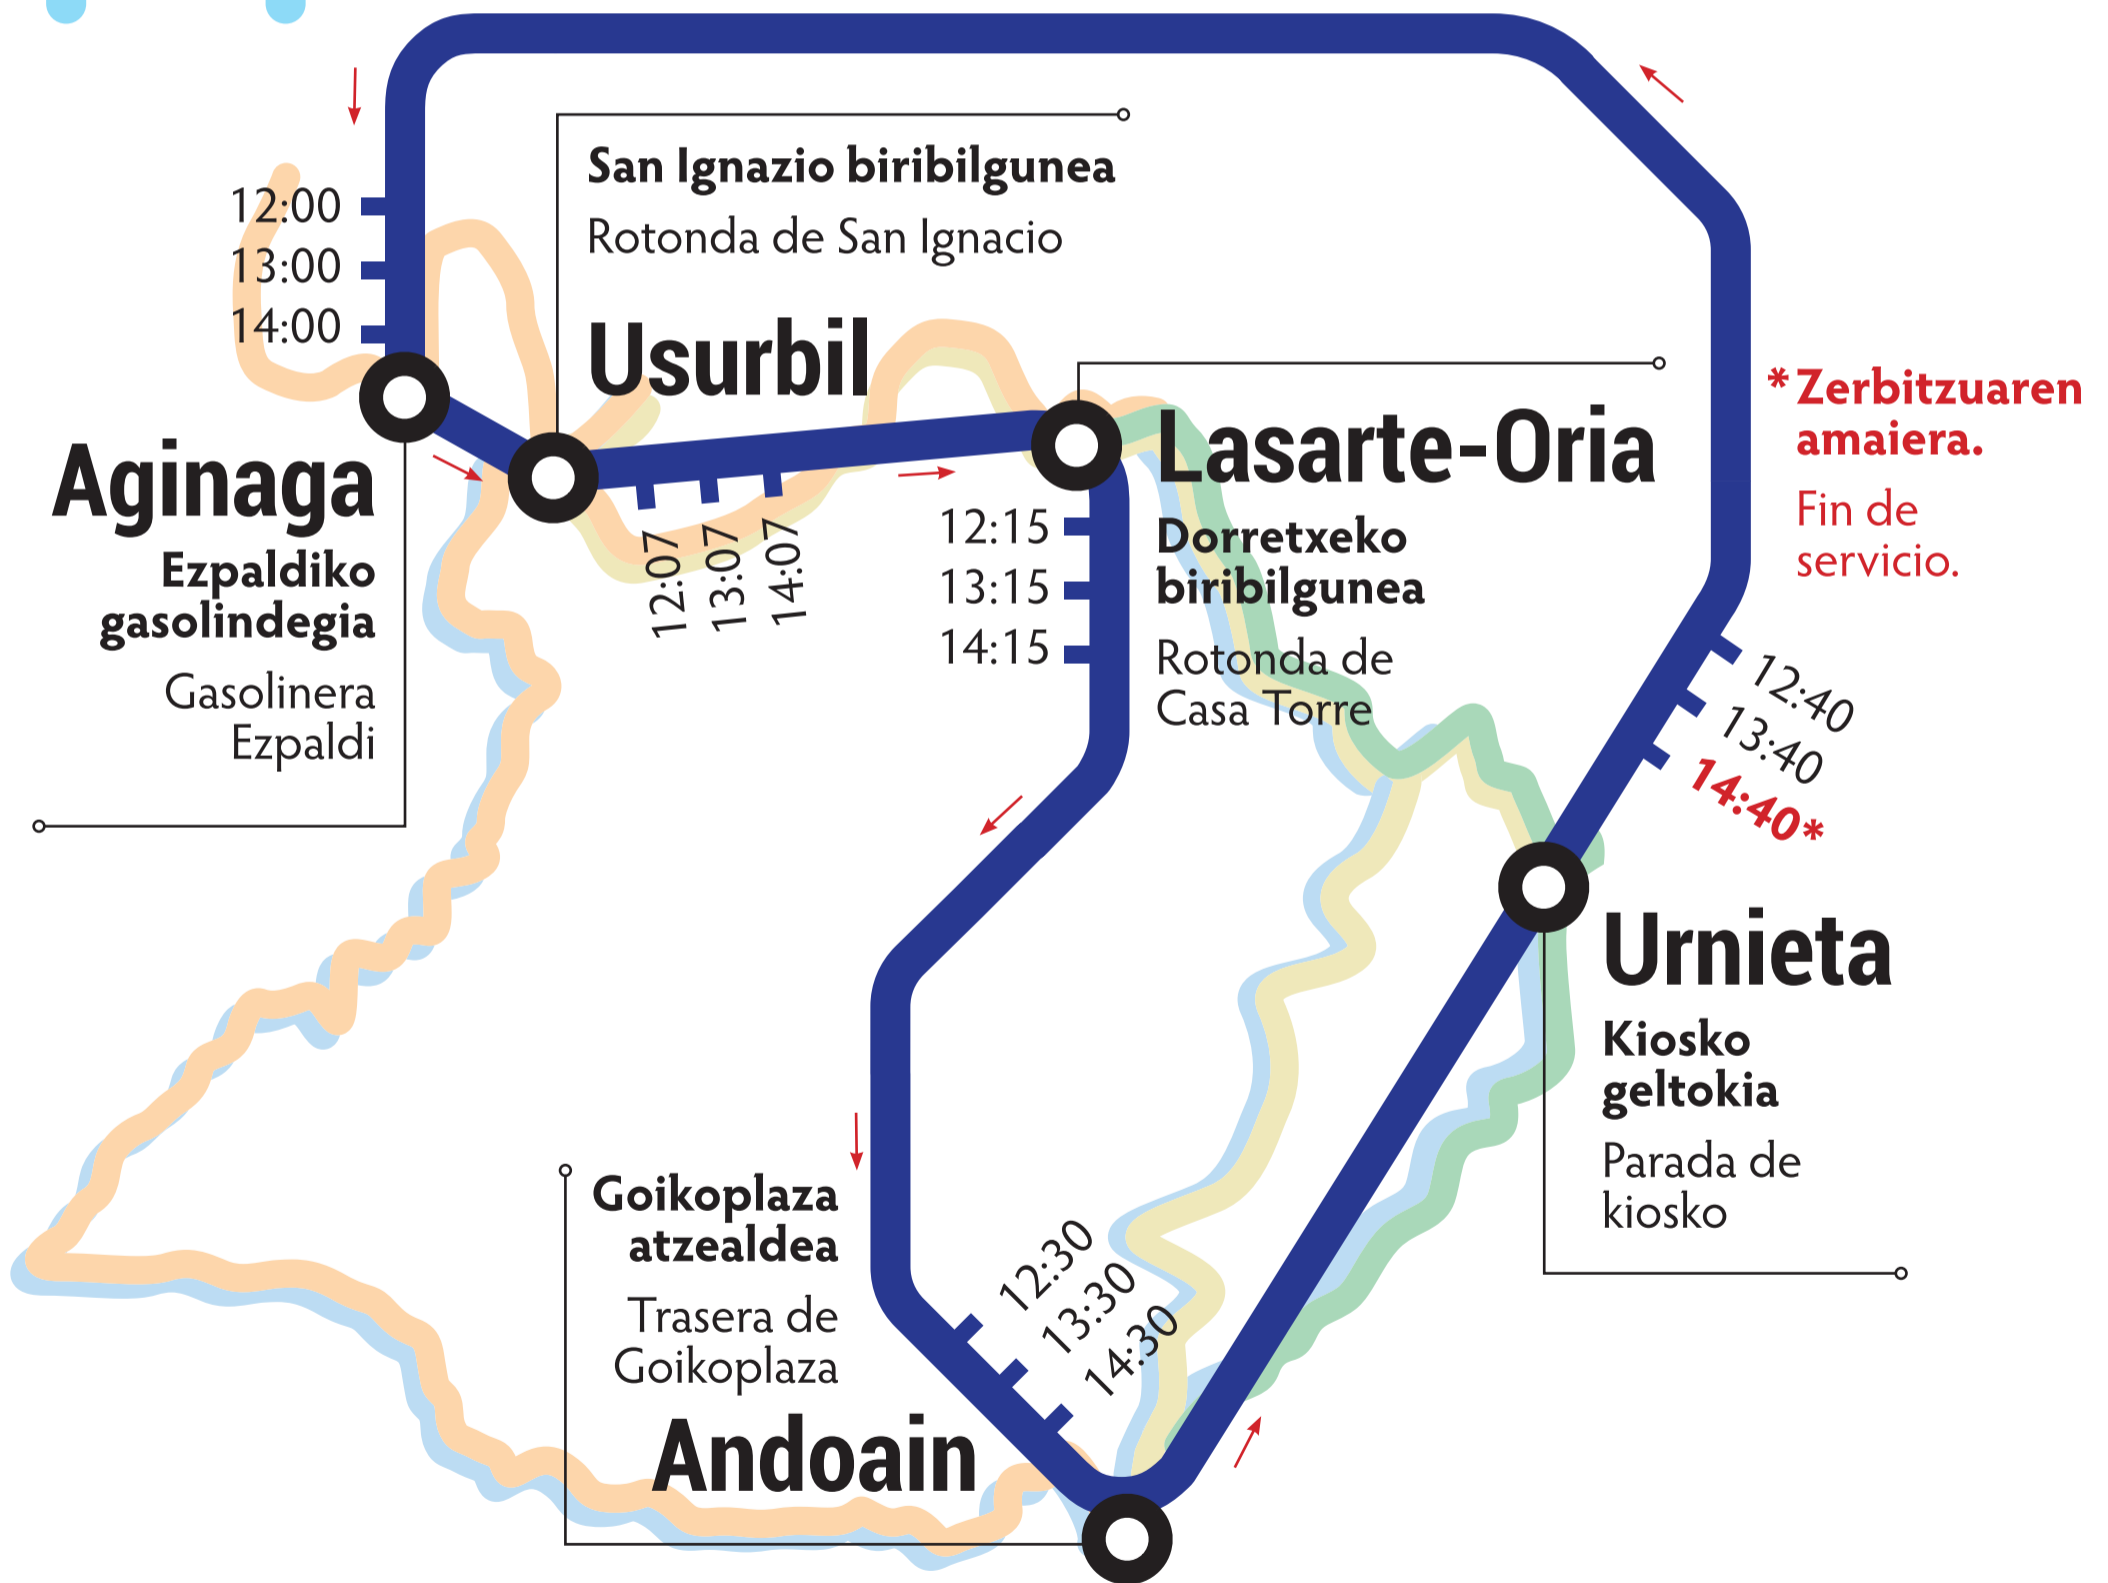 San Ignazio biribilgunea
Rotonda de San Ignacio
Usurbil
12:00
13:00
14:00
Aginaga
Ezpaldiko
gasolindegia
Gasolinera
Ezpaldi
12:07
13:07
14:07
Lasarte-Oria
Dorretxeko
biribilgunea
Rotonda de
Casa Torre
12:15
13:15
14:15
* Zerbitzuaren
amaiera.
Fin de
servicio.
12:40
13:40
14:40*
Urnieta
Kiosko
geltokia
Parada de
kiosko
Goikoplaza
atzealdea
Trasera de
Goikoplaza
Andoain
12:30
13:30
14:30